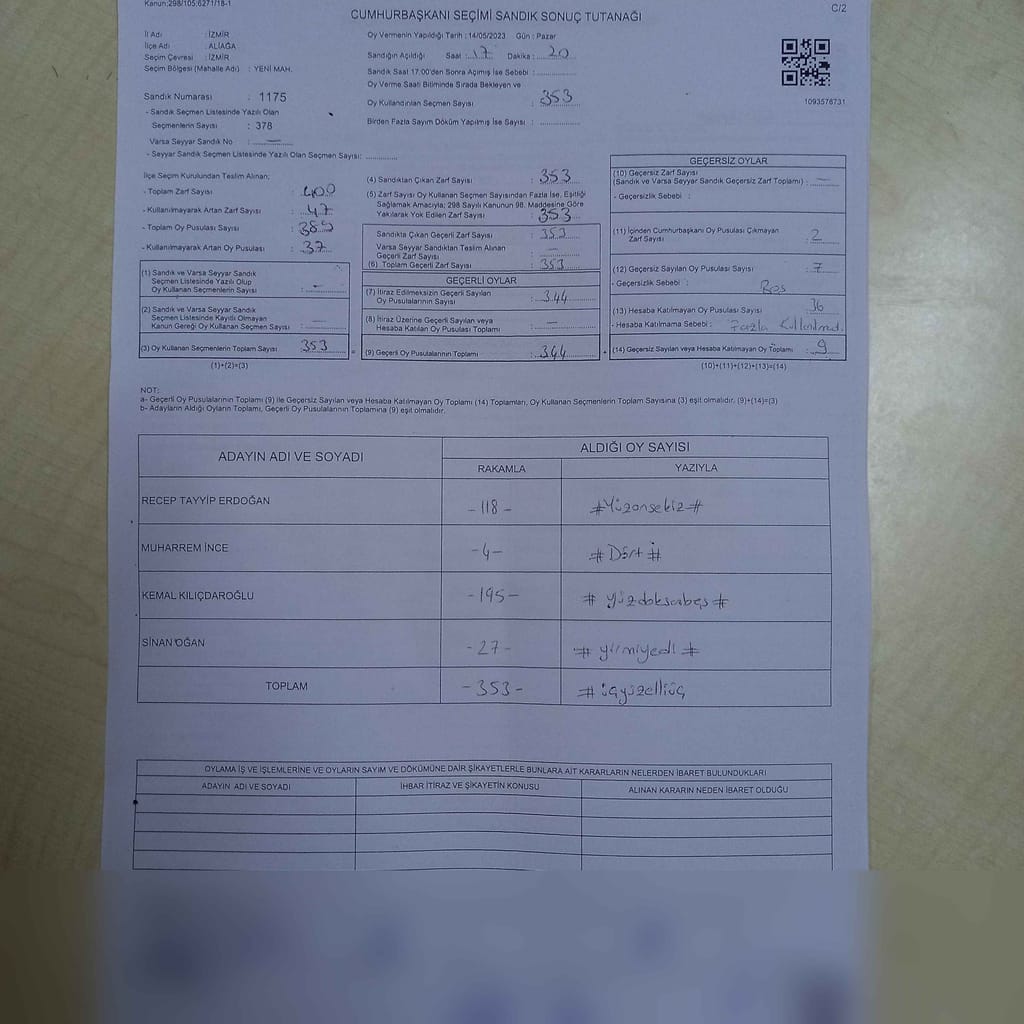 Kanun:298/105;6271/18-1
CUMHURBAŞKANI SEÇİMİ SANDIK SONUÇ TUTANAĞI
C/2
İl Adı : İZMİR
İlçe Adı : ALİAĞA
Seçim Çevresi : İZMİR
Seçim Bölgesi (Mahalle Adı) : YENİ MAH.
Sandık Numarası : 1175
- Sandık Seçmen Listesinde Yazılı Olan
Seçmenlerin Sayısı : 378
Varsa Seyyar Sandık No : —
- Seyyar Sandık Seçmen Listesinde Yazılı Olan Seçmen Sayısı: ..............
Oy Vermenin Yapıldığı Tarih : 14/05/2023 Gün : Pazar
Sandığın Açıldığı Saat : 17 Dakika : 20
Sandık Saat 17:00'den Sonra Açımış İse Sebebi : ..............
Oy Verme Saati Bitiminde Sırada Bekleyen ve
Oy Kullandırılan Seçmen Sayısı : 353
Birden Fazla Sayım Döküm Yapılmış İse Sayısı : ..............
1093578731
İlçe Seçim Kurulundan Teslim Alınan;
- Toplam Zarf Sayısı : 400
- Kullanılmayarak Artan Zarf Sayısı : 47
- Toplam Oy Pusulası Sayısı : 389
- Kullanılmayarak Artan Oy Pusulası : 37
(1) Sandık ve Varsa Seyyar Sandık
Seçmen Listesinde Yazılı Olup
Oy Kullanan Seçmenlerin Sayısı : —
(2) Sandık ve Varsa Seyyar Sandık
Seçmen Listesinde Kayıtlı Olmayan
Kanun Gereği Oy Kullanan Seçmen Sayısı : —
(3) Oy Kullanan Seçmenlerin Toplam Sayısı 353
(1)+(2)=(3)
(4) Sandıktan Çıkan Zarf Sayısı : 353
(5) Zarf Sayısı Oy Kullanan Seçmen Sayısından Fazla İse, Eşitliği
Sağlamak Amacıyla; 298 Sayılı Kanunun 98. Maddesine Göre
Yakılarak Yok Edilen Zarf Sayısı : 353
Sandıkta Çıkan Geçerli Zarf Sayısı : 353
Varsa Seyyar Sandıktan Teslim Alınan
Geçerli Zarf Sayısı : —
(6) Toplam Geçerli Zarf Sayısı : 353
GEÇERLİ OYLAR
(7) İtiraz Edilmeksizin Geçerli Sayılan
Oy Pusulalarının Sayısı : 344
(8) İtiraz Üzerine Geçerli Sayılan veya
Hesaba Katılan Oy Pusulası Toplamı : —
(9) Geçerli Oy Pusulalarının Toplamı : 344
GEÇERSİZ OYLAR
(10) Geçersiz Zarf Sayısı
(Sandık ve Varsa Seyyar Sandık Geçersiz Zarf Toplamı) : —
- Geçersizlik Sebebi :
(11) İçinden Cumhurbaşkanı Oy Pusulası Çıkmayan
Zarf Sayısı : 2
(12) Geçersiz Sayılan Oy Pusulası Sayısı : 7
- Geçersizlik Sebebi : Boş
(13) Hesaba Katılmayan Oy Pusulası Sayısı : 36
- Hesaba Katılmama Sebebi : Fazla Kullanılmad.
(14) Geçersiz Sayılan veya Hesaba Katılmayan Oy Toplamı : 9
(10)+(11)+(12)+(13)=(14)
NOT:
a- Geçerli Oy Pusulalarının Toplamı (9) ile Geçersiz Sayılan veya Hesaba Katılmayan Oy Toplamı (14) Toplamları, Oy Kullanan Seçmenlerin Toplam Sayısına (3) eşit olmalıdır. (9)+(14)=(3)
b- Adayların Aldığı Oyların Toplamı, Geçerli Oy Pusulalarının Toplamına (9) eşit olmalıdır.
ADAYIN ADI VE SOYADI
ALDIĞI OY SAYISI
RAKAMLA YAZIYLA
RECEP TAYYİP ERDOĞAN -118- #Yüzonsekiz#
MUHARREM İNCE -4- #Dört#
KEMAL KILIÇDAROĞLU -195- #yüzdoksanbeş#
SİNAN OĞAN -27- #yirmiyedi#
TOPLAM -353- #üçyüzelliüç
OYLAMA İŞ VE İŞLEMLERİNE VE OYLARIN SAYIM VE DÖKÜMÜNE DAİR ŞİKAYETLERLE BUNLARA AİT KARARLARIN NELERDEN İBARET BULUNDUKLARI
ADAYIN ADI VE SOYADI İHBAR İTİRAZ VE ŞİKAYETİN KONUSU ALINAN KARARIN NEDEN İBARET OLDUĞU